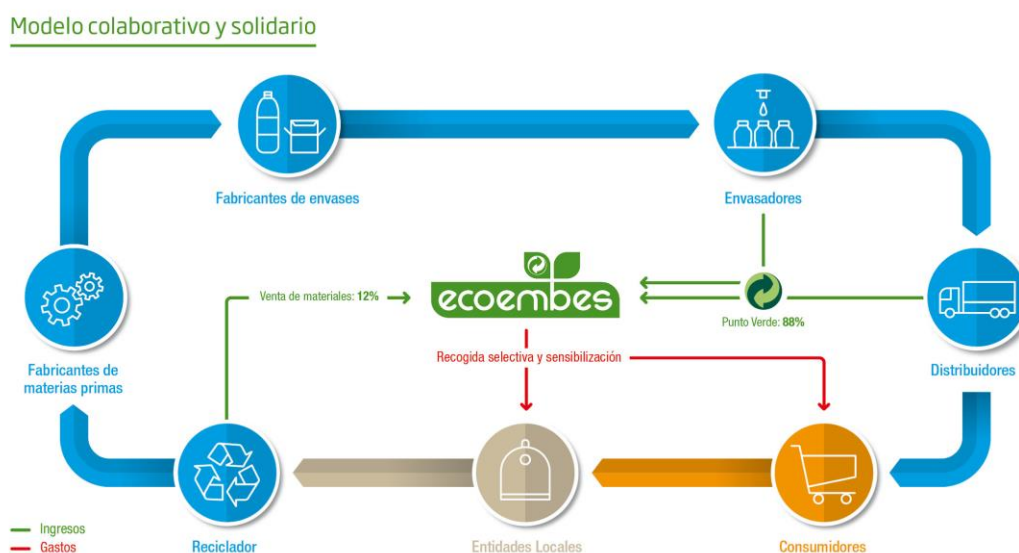 Modelo colaborativo y solidario
Fabricantes de envases
Envasadores
ecoembes
Venta de materiales: 12%
Punto Verde: 88%
Recogida selectiva y sensibilización
Fabricantes de
materias primas
Distribuidores
Ingresos
Gastos
Reciclador
Entidades Locales
Consumidores